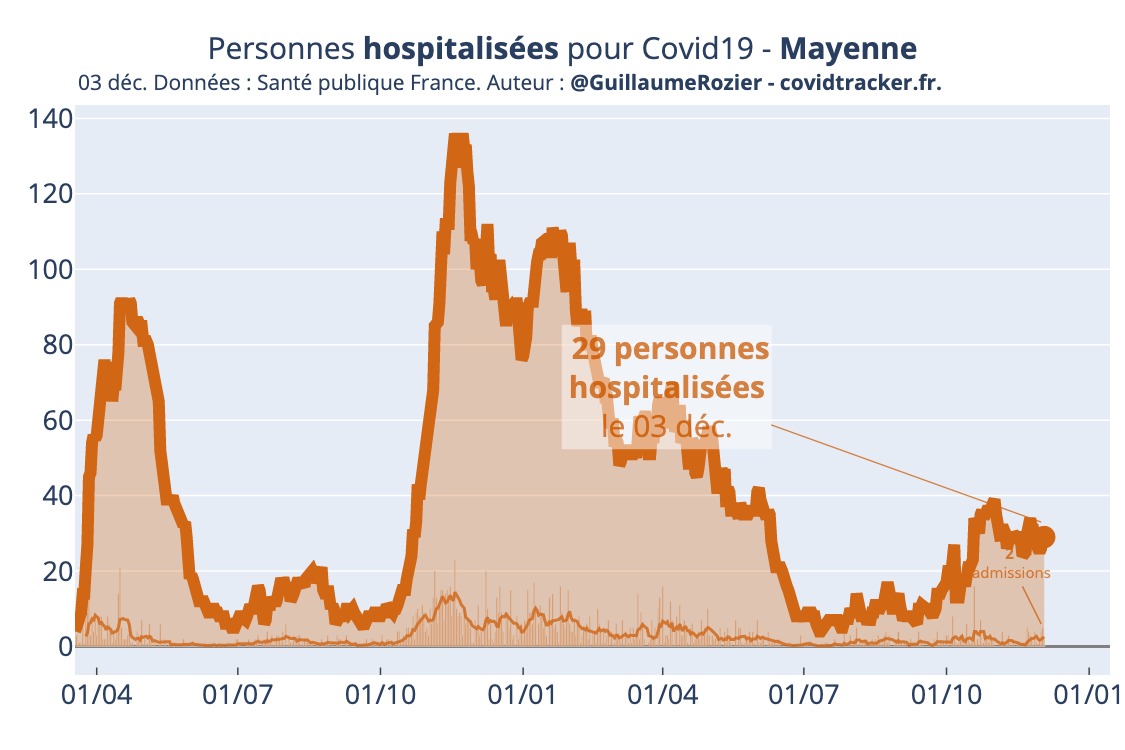 Personnes hospitalisées pour Covid19 - Mayenne
03 déc. Données : Santé publique France. Auteur : @GuillaumeRozier - covidtracker.fr.
140
120
100
80
60
40
20
0
29 personnes
hospitalisées
le 03 déc.
2
admissions
01/04
01/07
01/10
01/01
01/04
01/07
01/10
01/01